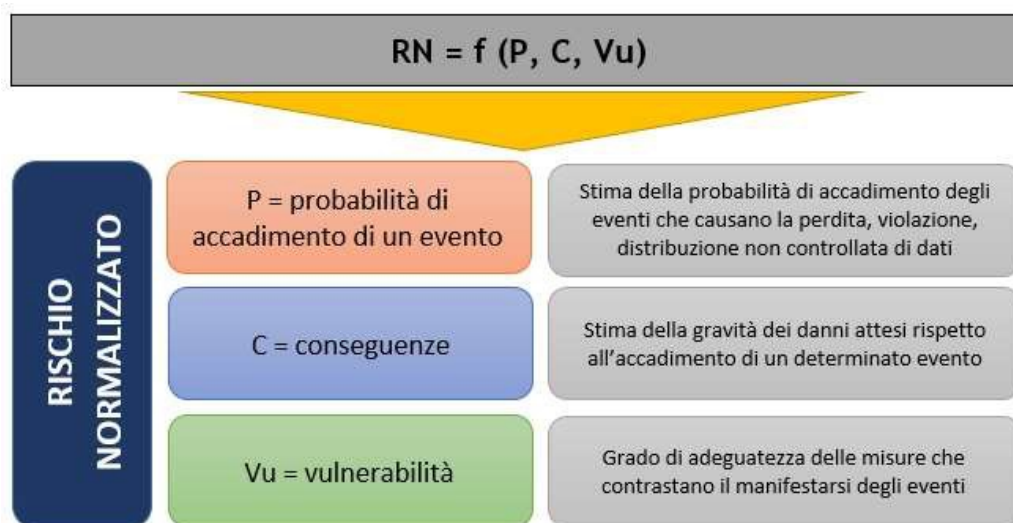 RN = f (P, C, Vu)
RISCHIO
NORMALIZZATO
P = probabilità di
accadimento di un evento
Stima della probabilità di accadimento degli
eventi che causano la perdita, violazione,
distribuzione non controllata di dati
C = conseguenze
Stima della gravità dei danni attesi rispetto
all’accadimento di un determinato evento
Vu = vulnerabilità
Grado di adeguatezza delle misure che
contrastano il manifestarsi degli eventi